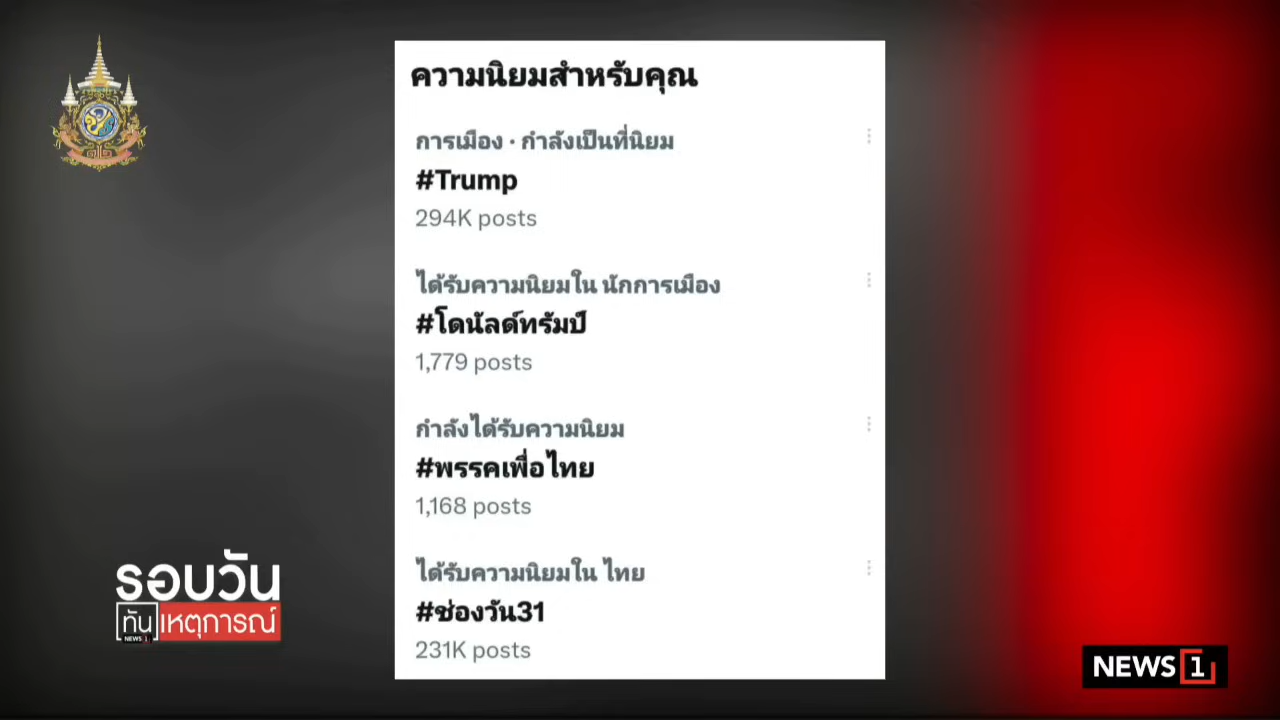 ความนิยมสำหรับคุณ
การเมือง · กำลังเป็นที่นิยม
#Trump
294K posts
ได้รับความนิยมใน นักการเมือง
#โดนัลด์ทรัมป์
1,779 posts
กำลังได้รับความนิยม
#พรรคเพื่อไทย
1,168 posts
ได้รับความนิยมใน ไทย
#ช่องวัน31
231K posts
รอบวัน
ทันเหตุการณ์
NEWS 1
NEWS 1